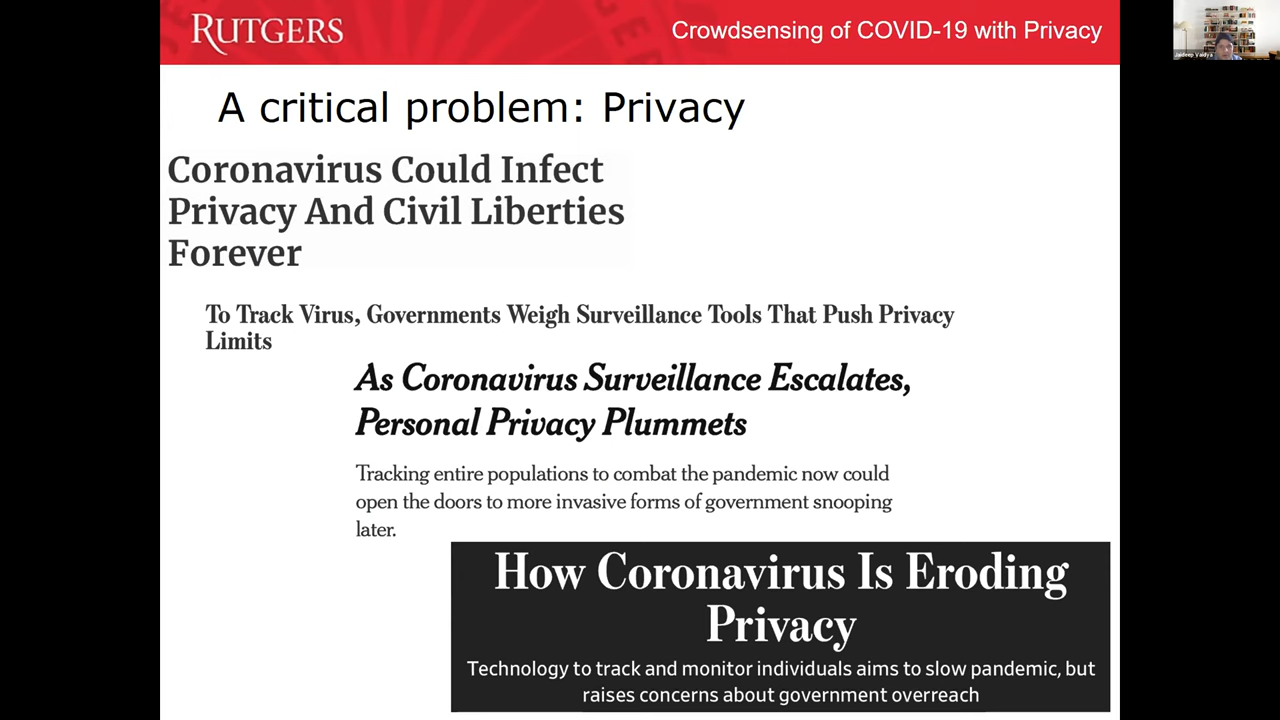 RUTGERS
Crowdsensing of COVID-19 with Privacy
Jaideep Vaidya
A critical problem: Privacy
Coronavirus Could Infect
Privacy And Civil Liberties
Forever
To Track Virus, Governments Weigh Surveillance Tools That Push Privacy
Limits
As Coronavirus Surveillance Escalates,
Personal Privacy Plummets
Tracking entire populations to combat the pandemic now could
open the doors to more invasive forms of government snooping
later.
How Coronavirus Is Eroding
Privacy
Technology to track and monitor individuals aims to slow pandemic, but
raises concerns about government overreach